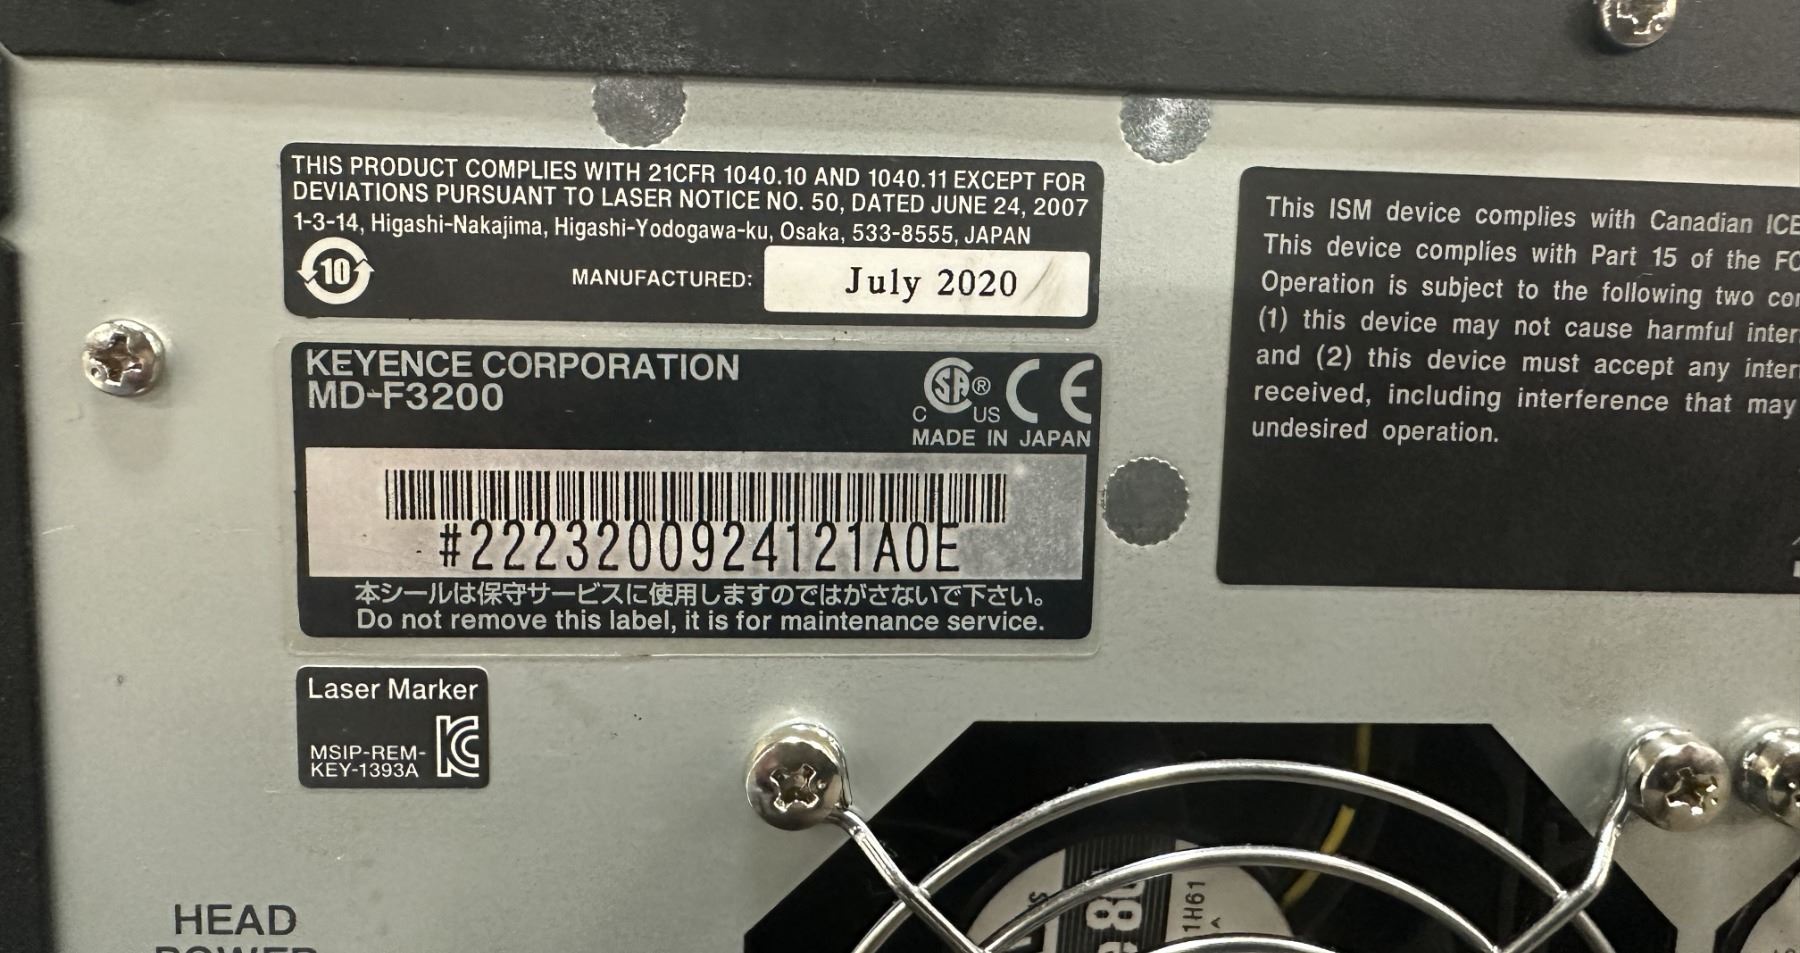 THIS PRODUCT COMPLIES WITH 21CFR 1040.10 AND 1040.11 EXCEPT FOR
DEVIATIONS PURSUANT TO LASER NOTICE NO. 50, DATED JUNE 24, 2007
1-3-14, Higashi-Nakajima, Higashi-Yodogawa-ku, Osaka, 533-8555, JAPAN
10
MANUFACTURED: July 2020
KEYENCE CORPORATION
MD-F3200
C SA ® US CE
MADE IN JAPAN
#2223200924121A0E
本シールは保守サービスに使用しますのではがさないで下さい。
Do not remove this label, it is for maintenance service.
Laser Marker
MSIP-REM-
KEY-1393A
This ISM device complies with Canadian ICE
This device complies with Part 15 of the FC
Operation is subject to the following two
(1) this device may not cause harmful
and (2) this device must accept any
received, including interference that may
undesired operation.
HEAD
POWER
1H61